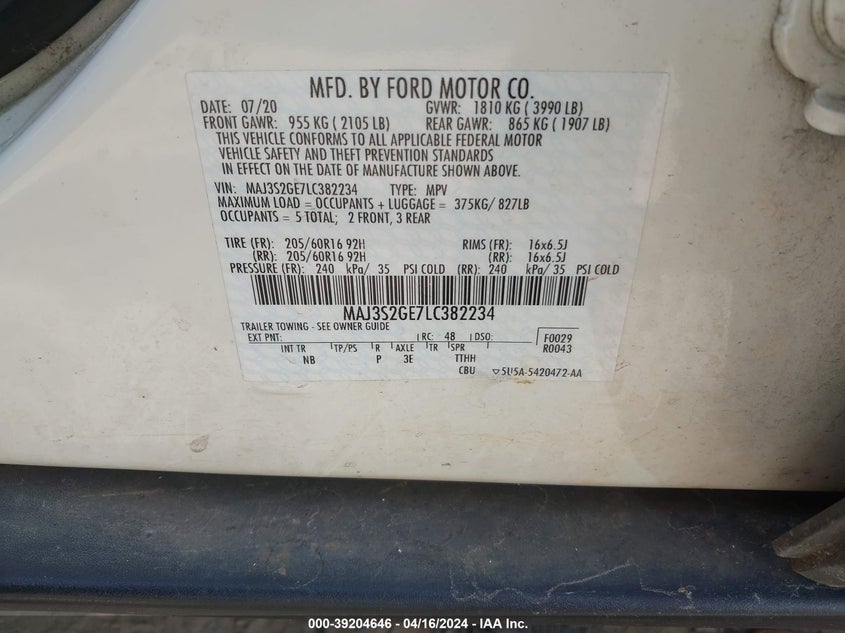 MFD. BY FORD MOTOR CO.
DATE: 07/20 GVWR: 1810 KG ( 3990 LB)
FRONT GAWR: 955 KG ( 2105 LB) REAR GAWR: 865 KG ( 1907 LB)
THIS VEHICLE CONFORMS TO ALL APPLICABLE FEDERAL MOTOR
VEHICLE SAFETY AND THEFT PREVENTION STANDARDS
IN EFFECT ON THE DATE OF MANUFACTURE SHOWN ABOVE.
VIN: MAJ3S2GE7LC382234 TYPE: MPV
MAXIMUM LOAD = OCCUPANTS + LUGGAGE = 375KG/ 827LB
OCCUPANTS = 5 TOTAL; 2 FRONT, 3 REAR
TIRE (FR): 205/60R16 92H RIMS (FR): 16x6.5J
(RR): 205/60R16 92H (RR): 16x6.5J
PRESSURE (FR): 240 kPa/ 35 PSI COLD (RR): 240 kPa/ 35 PSI COLD
MAJ3S2GE7LC382234
TRAILER TOWING - SEE OWNER GUIDE
EXT PNT: RC: 48 DSO: F0029
R0043
INT TR TP/PS R AXLE TR SPR
NB P 3E TTHH
CBU 5U5A-5420472-AA
000-39204646 - 04/16/2024 - IAA Inc.